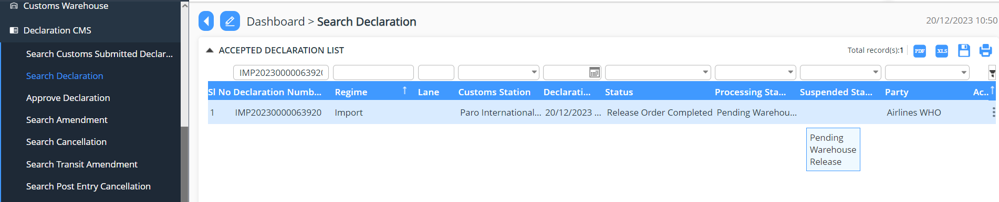 Customs Warehouse
Declaration CMS
Search Customs Submitted Declar...
Search Declaration
Approve Declaration
Search Amendment
Search Cancellation
Search Transit Amendment
Search Post Entry Cancellation
Dashboard > Search Declaration
20/12/2023 10:50
ACCEPTED DECLARATION LIST
Total record(s):1
PDF
XLS
IMP2023000006392(
Sl No Declaration Numb... Regime Lane Customs Station Declarati... Status Processing Sta... Suspended Sta... Party Ac..
1 IMP20230000063920 Import Paro International... 20/12/2023 ... Release Order Completed Pending Warehou... Airlines WHO
Pending
Warehouse
Release